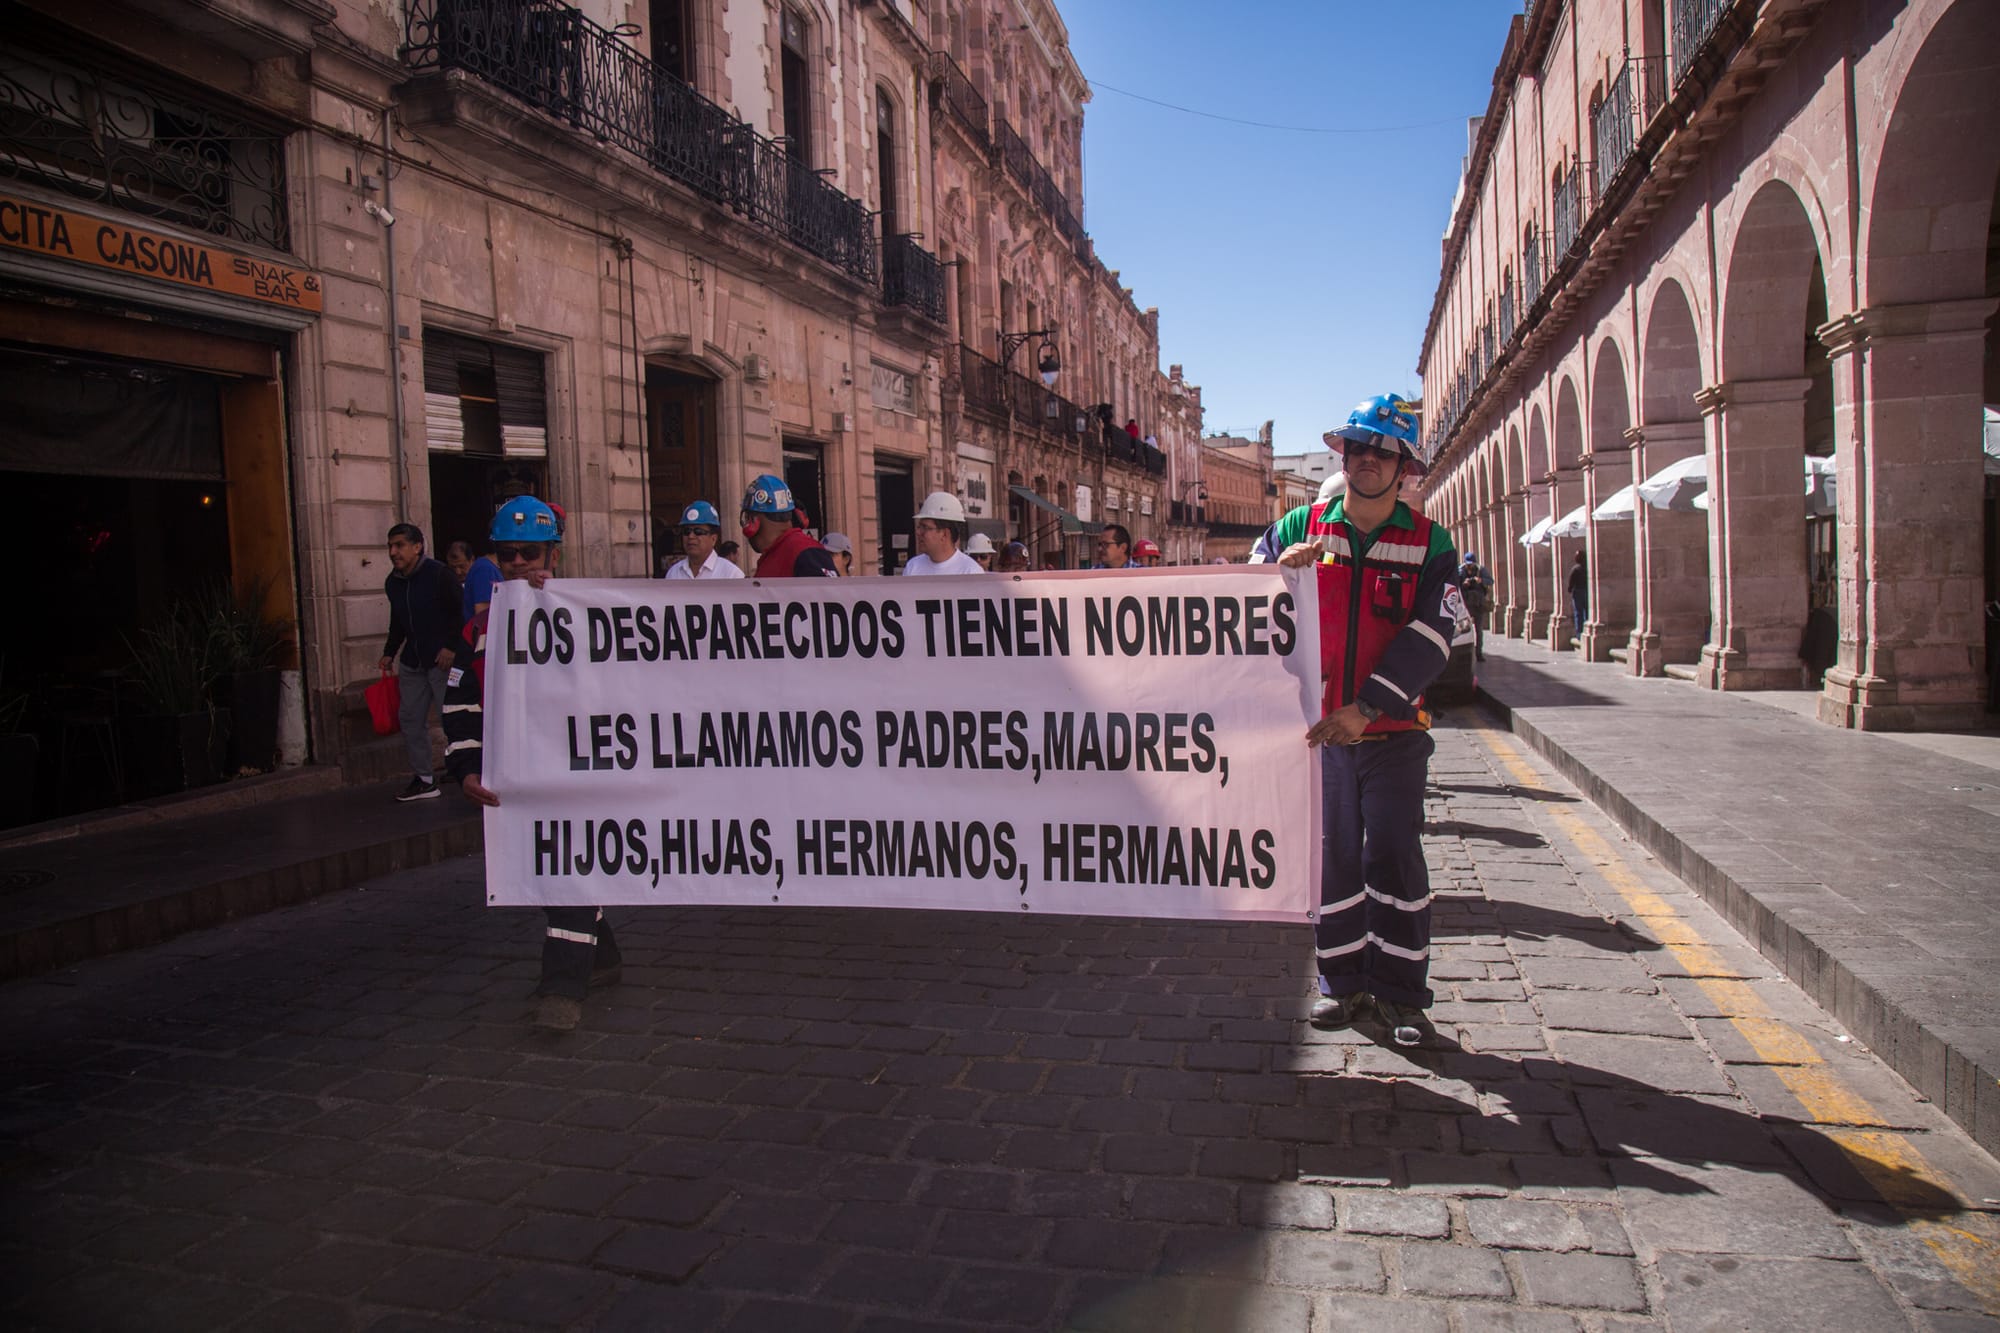 CITA CASONA
SNAK &
BAR
LOS DESAPARECIDOS TIENEN NOMBRES
LES LLAMAMOS PADRES,MADRES,
HIJOS,HIJAS, HERMANOS, HERMANAS